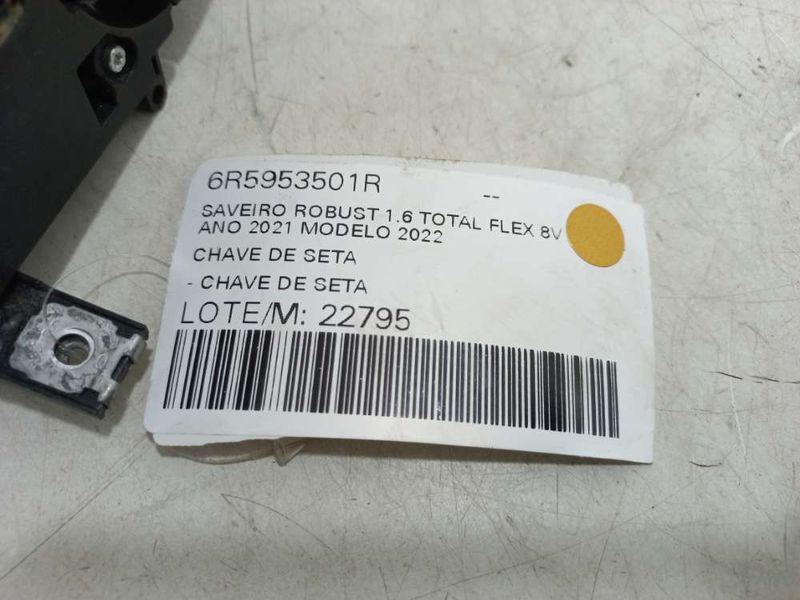 6R5953501R
--
SAVEIRO ROBUST 1.6 TOTAL FLEX 8V
ANO 2021 MODELO 2022
CHAVE DE SETA
- CHAVE DE SETA
LOTE/M: 22795